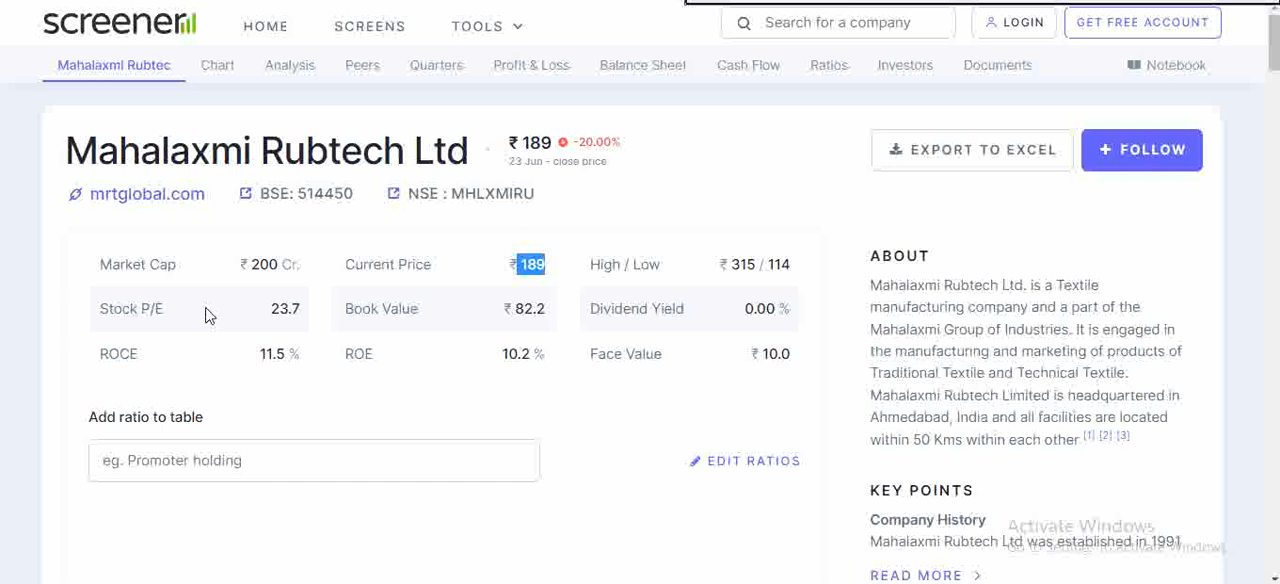 screener
HOME SCREENS TOOLS
Search for a company
LOGIN
GET FREE ACCOUNT
Mahalaxmi Rubtec Chart Analysis Peers Quarters Profit & Loss Balance Sheet Cash Flow Ratios Investors Documents Notebook
Mahalaxmi Rubtech Ltd
₹ 189 -20.00%
23 Jun - close price
EXPORT TO EXCEL
+ FOLLOW
mrtglobal.com BSE: 514450 NSE : MHLXMIRU
Market Cap ₹ 200 Cr.
Current Price ₹ 189
High / Low ₹ 315 / 114
Stock P/E 23.7
Book Value ₹ 82.2
Dividend Yield 0.00 %
ROCE 11.5 %
ROE 10.2 %
Face Value ₹ 10.0
Add ratio to table
eg. Promoter holding
EDIT RATIOS
ABOUT
Mahalaxmi Rubtech Ltd. is a Textile
manufacturing company and a part of the
Mahalaxmi Group of Industries. It is engaged in
the manufacturing and marketing of products of
Traditional Textile and Technical Textile.
Mahalaxmi Rubtech Limited is headquartered in
Ahmedabad, India and all facilities are located
within 50 Kms within each other [1] [2] [3]
KEY POINTS
Company History
Mahalaxmi Rubtech Ltd was established in 1991
READ MORE
Activate Windows
to activate Windows.